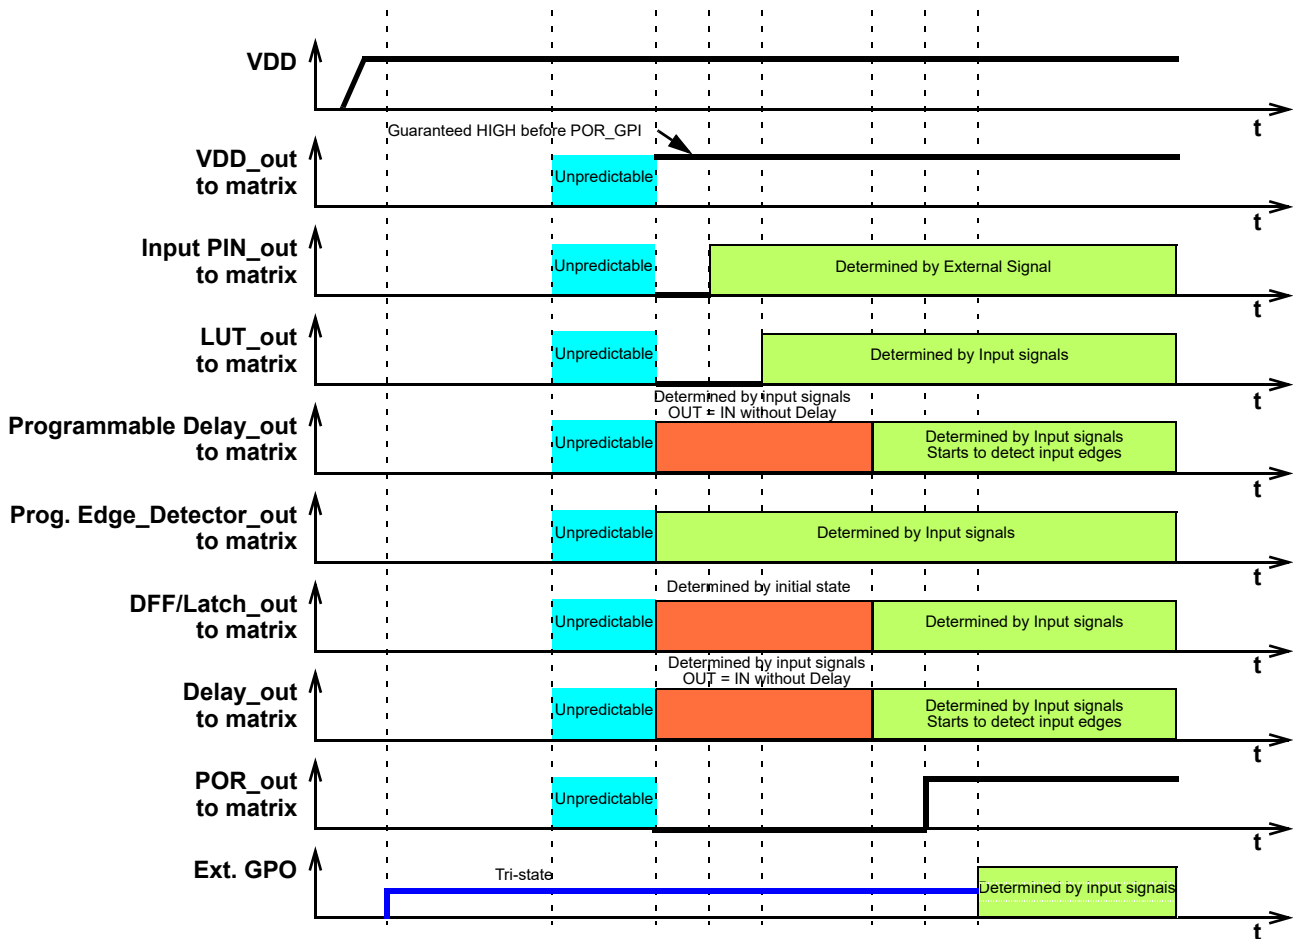 VDD
t
Guaranteed HIGH before POR_GPI
VDD_out
to matrix
Unpredictable
t
Input PIN_out
to matrix
Unpredictable
Determined by External Signal
t
LUT_out
to matrix
Unpredictable
Determined by Input signals
t
Determined by input signals
OUT = IN without Delay
Programmable Delay_out
to matrix
Unpredictable
Determined by Input signals
Starts to detect input edges
t
Prog. Edge_Detector_out
to matrix
Unpredictable
Determined by Input signals
t
Determined by initial state
DFF/Latch_out
to matrix
Unpredictable
Determined by Input signals
t
Determined by input signals
OUT = IN without Delay
Delay_out
to matrix
Unpredictable
Determined by Input signals
Starts to detect input edges
t
POR_out
to matrix
Unpredictable
t
Ext. GPO
Tri-state
Determined by input signals
t